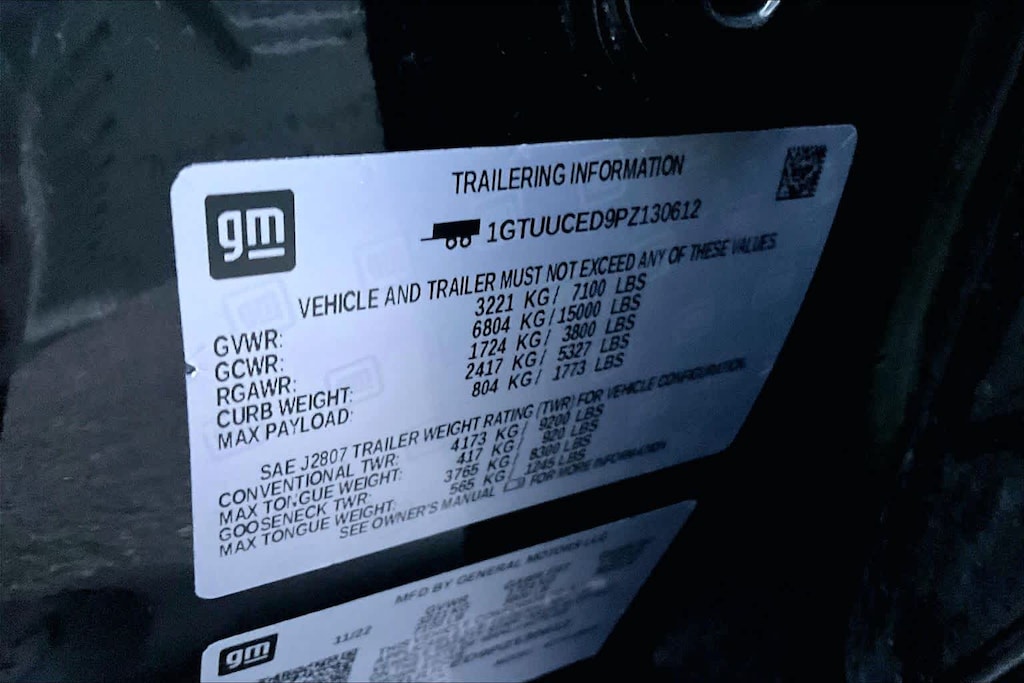 gm
TRAILERING INFORMATION
1GTUUCED9PZ130612
VEHICLE AND TRAILER MUST NOT EXCEED ANY OF THESE VALUES
GVWR: 3221 KG/ 7100 LBS
GCWR: 6804 KG/15000 LBS
RGAWR: 1724 KG/ 3800 LBS
CURB WEIGHT: 2417 KG/ 5327 LBS
MAX PAYLOAD: 804 KG/ 1773 LBS
SAE J2807 TRAILER WEIGHT RATING (TWR) FOR VEHICLE CONFIGURATION
CONVENTIONAL TWR: 4173 KG/ 9200 LBS
MAX TONGUE WEIGHT: 417 KG/ 920 LBS
GOOSENECK TWR: 3765 KG/ 8300 LBS
MAX TONGUE WEIGHT: 565 KG/ 1245 LBS
SEE OWNER'S MANUAL FOR MORE INFORMATION
MFD BY GENERAL MOTORS LLC
gm
11/22
GVWR